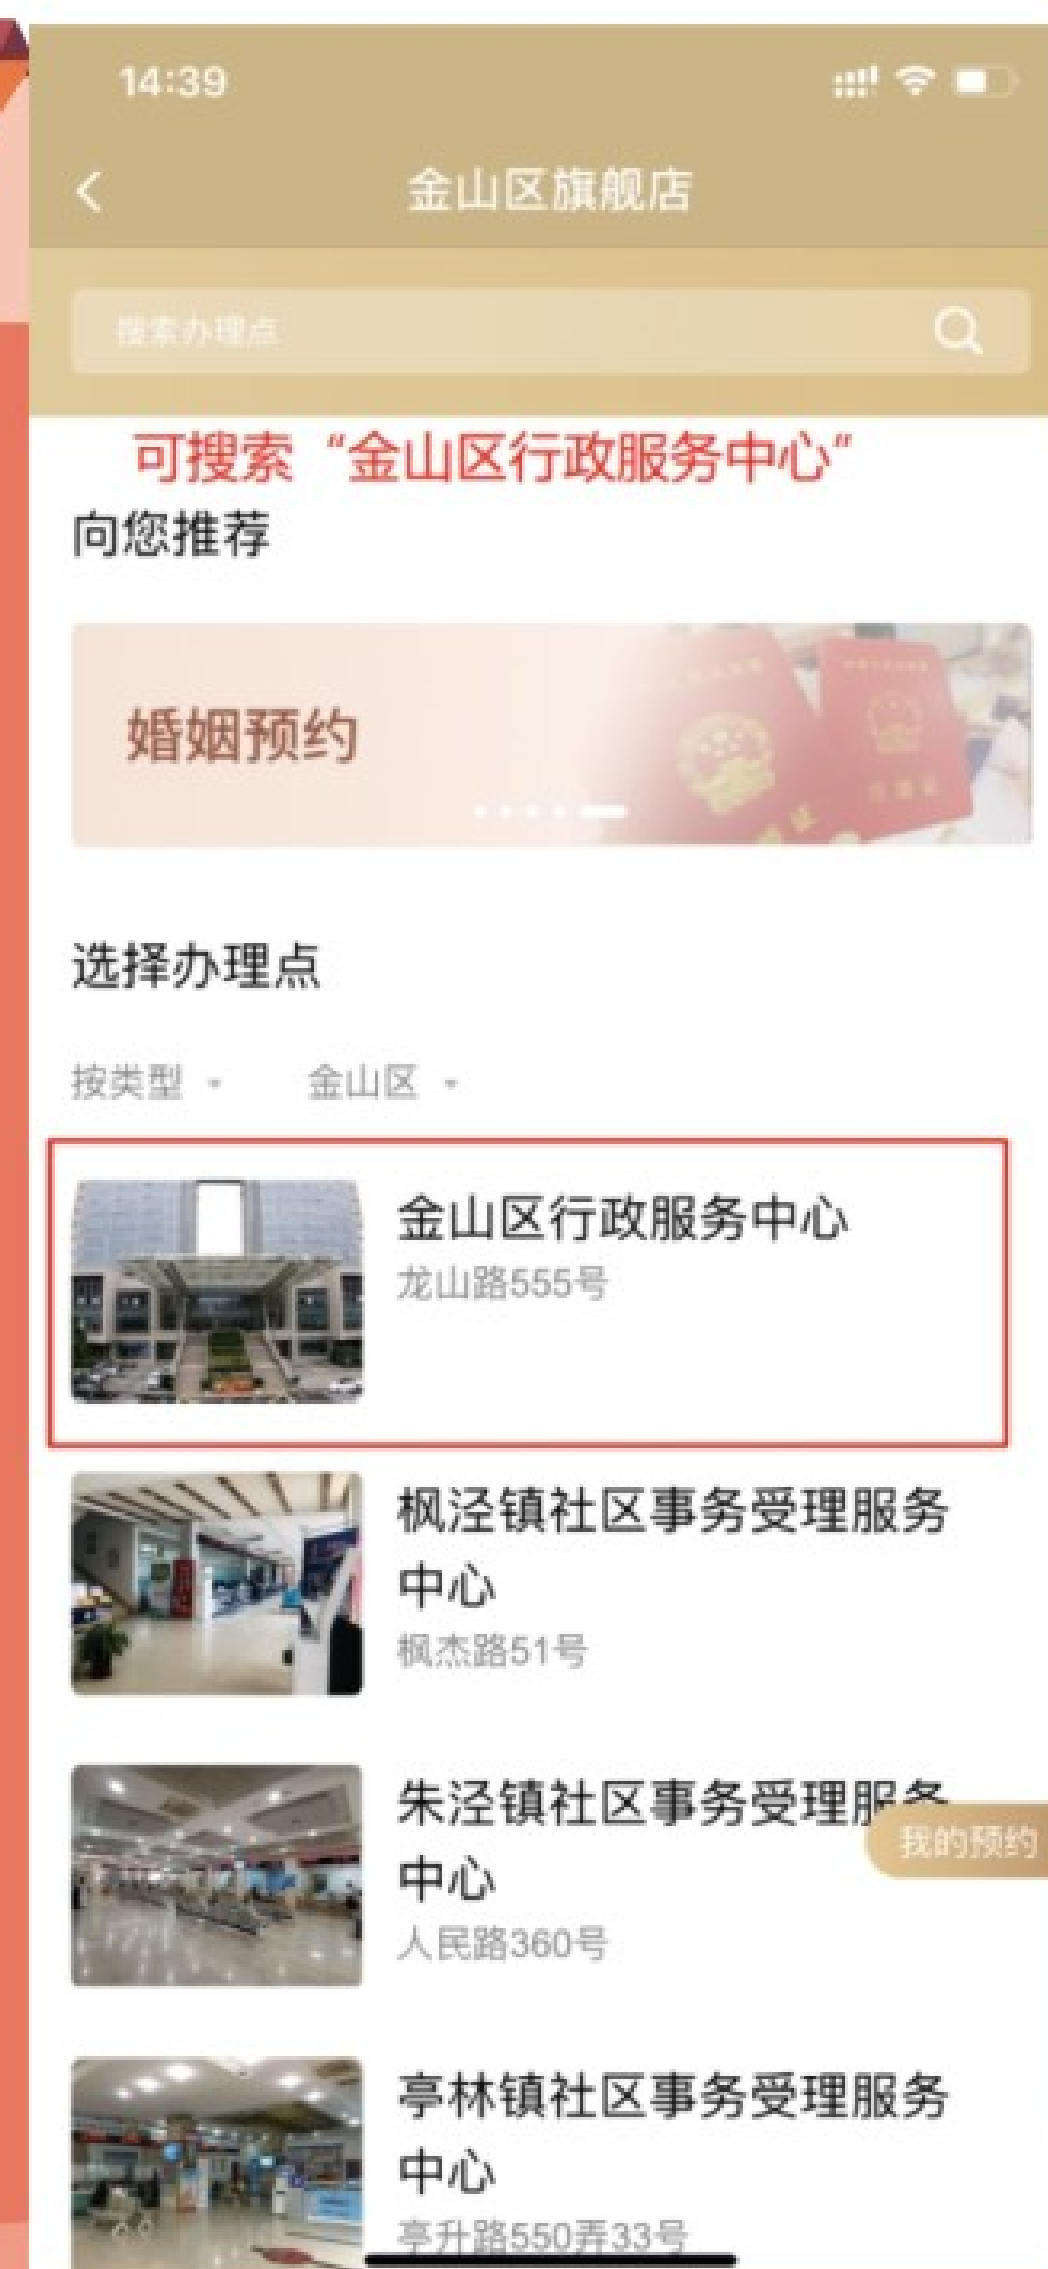 14:39
金山区旗舰店
搜索办理点
可搜索“金山区行政服务中心”
向您推荐
婚姻预约
选择办理点
按类型
金山区
金山区行政服务中心
龙山路555号
枫泾镇社区事务受理服务
中心
枫杰路51号
朱泾镇社区事务受理服务
中心
我的预约
人民路360号
亭林镇社区事务受理服务
中心
亭升路550弄33号